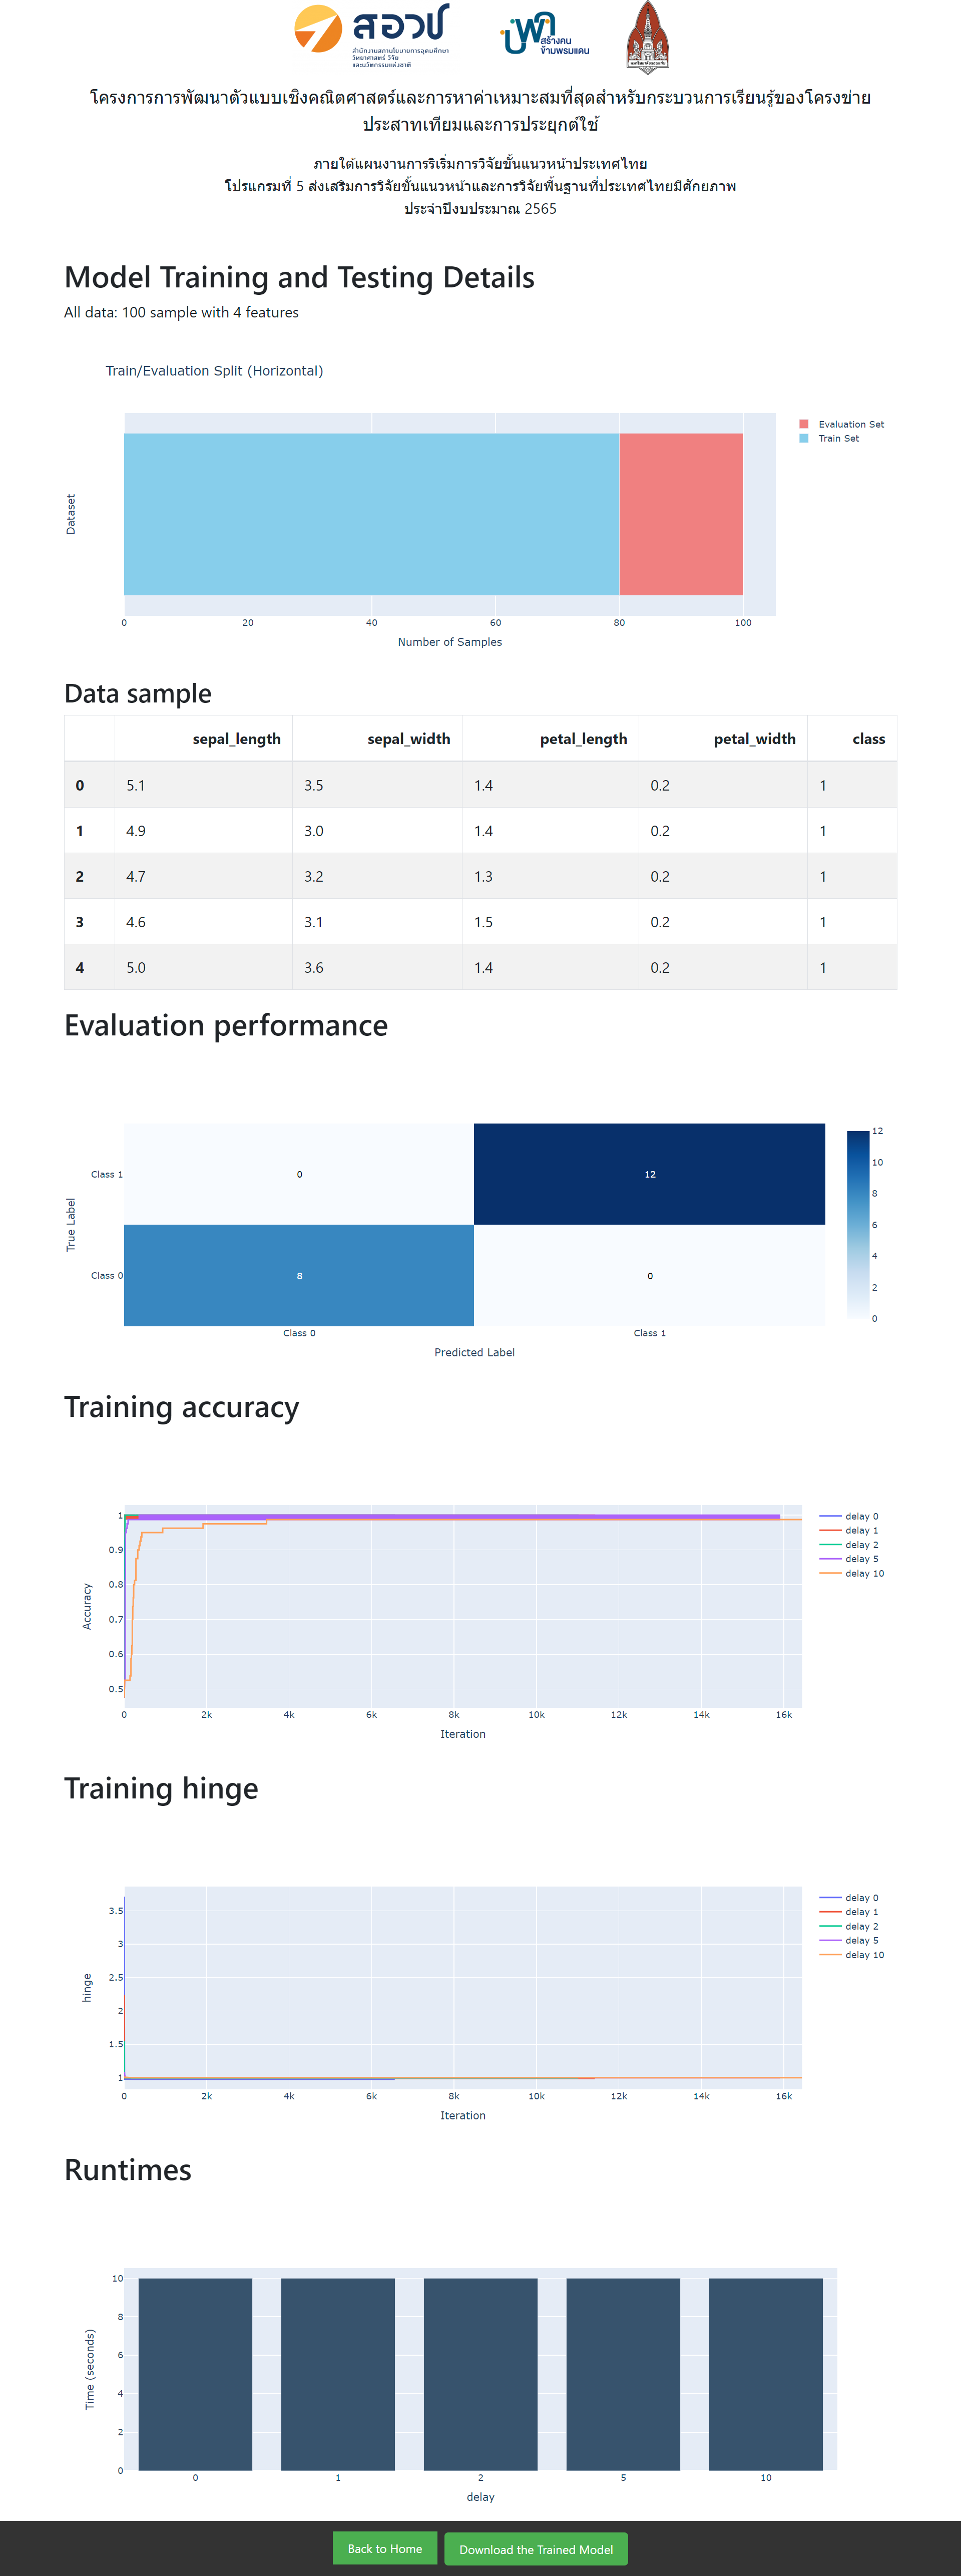 สอวช
สำนักงานสภานโยบายการอุดมศึกษา
วิทยาศาสตร์ วิจัย
และนวัตกรรมแห่งชาติ
สร้างคน
ข้ามพรมแดน
โครงการการพัฒนาตัวแบบเชิงคณิตศาสตร์และการหาค่าเหมาะสมที่สุดสำหรับกระบวนการเรียนรู้ของโครงข่าย
ประสาทเทียมและการประยุกต์ใช้
ภายใต้แผนงานการริเริ่มการวิจัยขั้นแนวหน้าประเทศไทย
โปรแกรมที่ 5 ส่งเสริมการวิจัยขั้นแนวหน้าและการวิจัยพื้นฐานที่ประเทศไทยมีศักยภาพ
ประจำปีงบประมาณ 2565
Model Training and Testing Details
All data: 100 sample with 4 features
Train/Evaluation Split (Horizontal)
Evaluation Set
Train Set
Dataset
0 20 40 60 80 100
Number of Samples
Data sample
sepal_length sepal_width petal_length petal_width class
0 5.1 3.5 1.4 0.2 1
1 4.9 3.0 1.4 0.2 1
2 4.7 3.2 1.3 0.2 1
3 4.6 3.1 1.5 0.2 1
4 5.0 3.6 1.4 0.2 1
Evaluation performance
True Label
Class 1 0 12
Class 0 8 0
Class 0 Class 1
Predicted Label
12
10
8
6
4
2
0
Training accuracy
Accuracy
1
0.9
0.8
0.7
0.6
0.5
0 2k 4k 6k 8k 10k 12k 14k 16k
Iteration
delay 0
delay 1
delay 2
delay 5
delay 10
Training hinge
hinge
3.5
3
2.5
2
1.5
1
0 2k 4k 6k 8k 10k 12k 14k 16k
Iteration
delay 0
delay 1
delay 2
delay 5
delay 10
Runtimes
Time (seconds)
10
8
6
4
2
0
0 1 2 5 10
delay
Back to Home Download the Trained Model